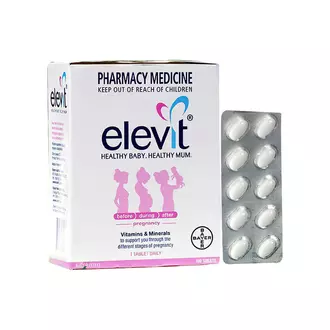 PHARMACY MEDICINE
KEEP OUT OF REACH OF CHILDREN
elevit®
HEALTHY BABY. HEALTHY MUM.
before during after
pregnancy
Vitamins & Minerals
to support you through the
different stages of pregnancy
1 TABLET DAILY
BAYER
BAYER